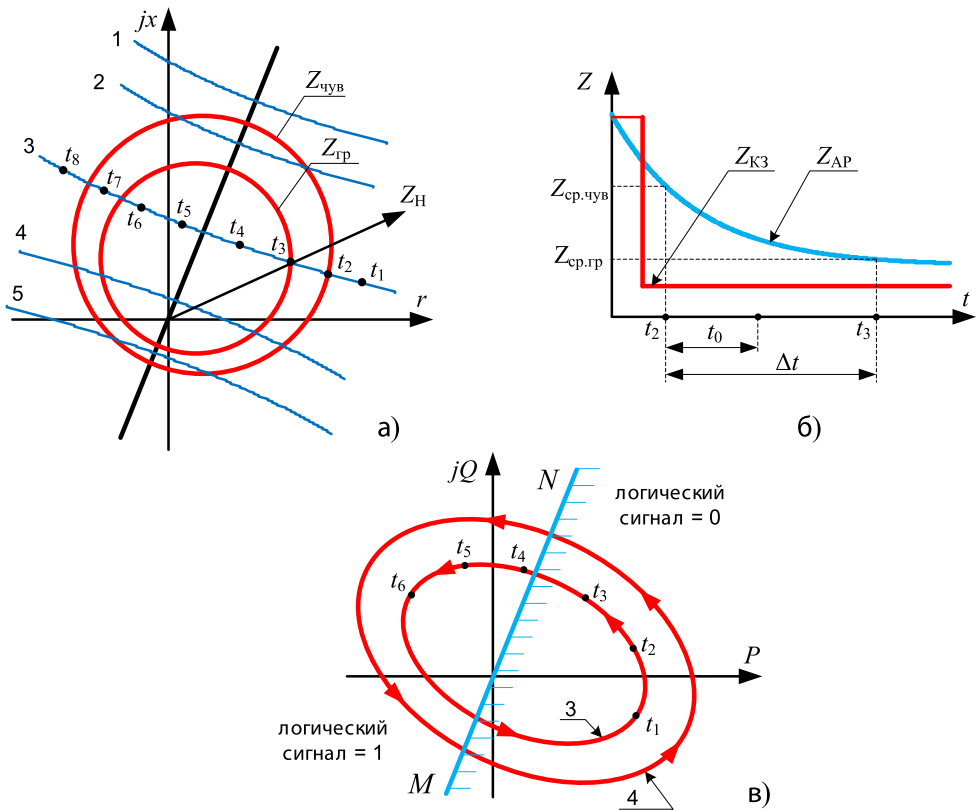 jx
1
2
Zчув
Zгр
3
t8
t7
t6
t5
t4
t3
ZН
t2
t1
4
5
r
а)
Z
Zср.чув
Zср.гр
ZКЗ
ZАР
t2
t0
t3
t
Δt
б)
jQ
N
логический
сигнал = 0
t6
t5
t4
t3
t2
P
t1
3
логический
сигнал = 1
M
4
в)